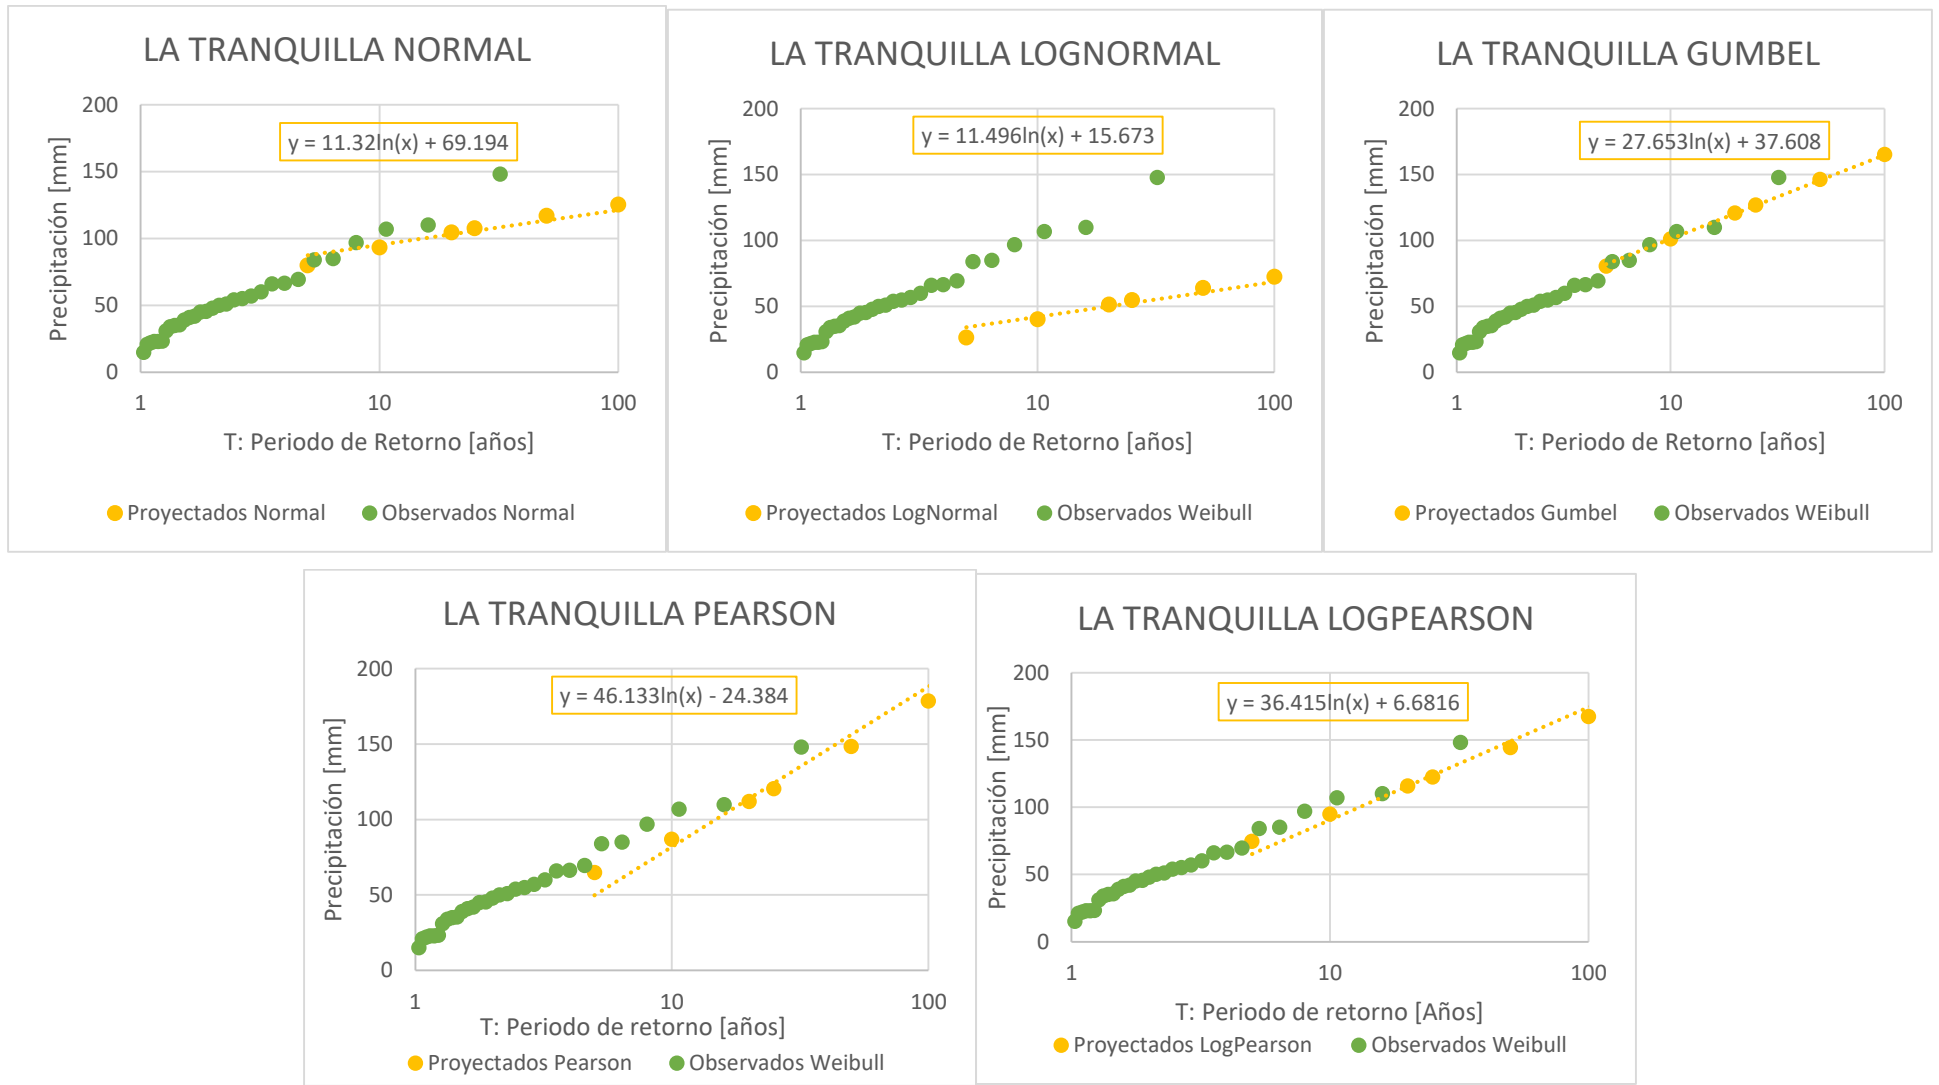 LA TRANQUILLA NORMAL
y = 11.32ln(x) + 69.194
Precipitación [mm]
200
150
100
50
0
1
10
100
T: Periodo de Retorno [años]
Proyectados Normal
Observados Normal
LA TRANQUILLA LOGNORMAL
y = 11.496ln(x) + 15.673
Precipitación [mm]
200
150
100
50
0
1
10
100
T: Periodo de Retorno [años]
Proyectados LogNormal
Observados Weibull
LA TRANQUILLA GUMBEL
y = 27.653ln(x) + 37.608
Precipitación [mm]
200
150
100
50
0
1
10
100
T: Periodo de Retorno [años]
Proyectados Gumbel
Observados WEibull
LA TRANQUILLA PEARSON
y = 46.133ln(x) - 24.384
Precipitación [mm]
200
150
100
50
0
1
10
100
T: Periodo de retorno [años]
Proyectados Pearson
Observados Weibull
LA TRANQUILLA LOGPEARSON
y = 36.415ln(x) + 6.6816
Precipitación [mm]
200
150
100
50
0
1
10
100
T: Periodo de retorno [Años]
Proyectados LogPearson
Observados Weibull